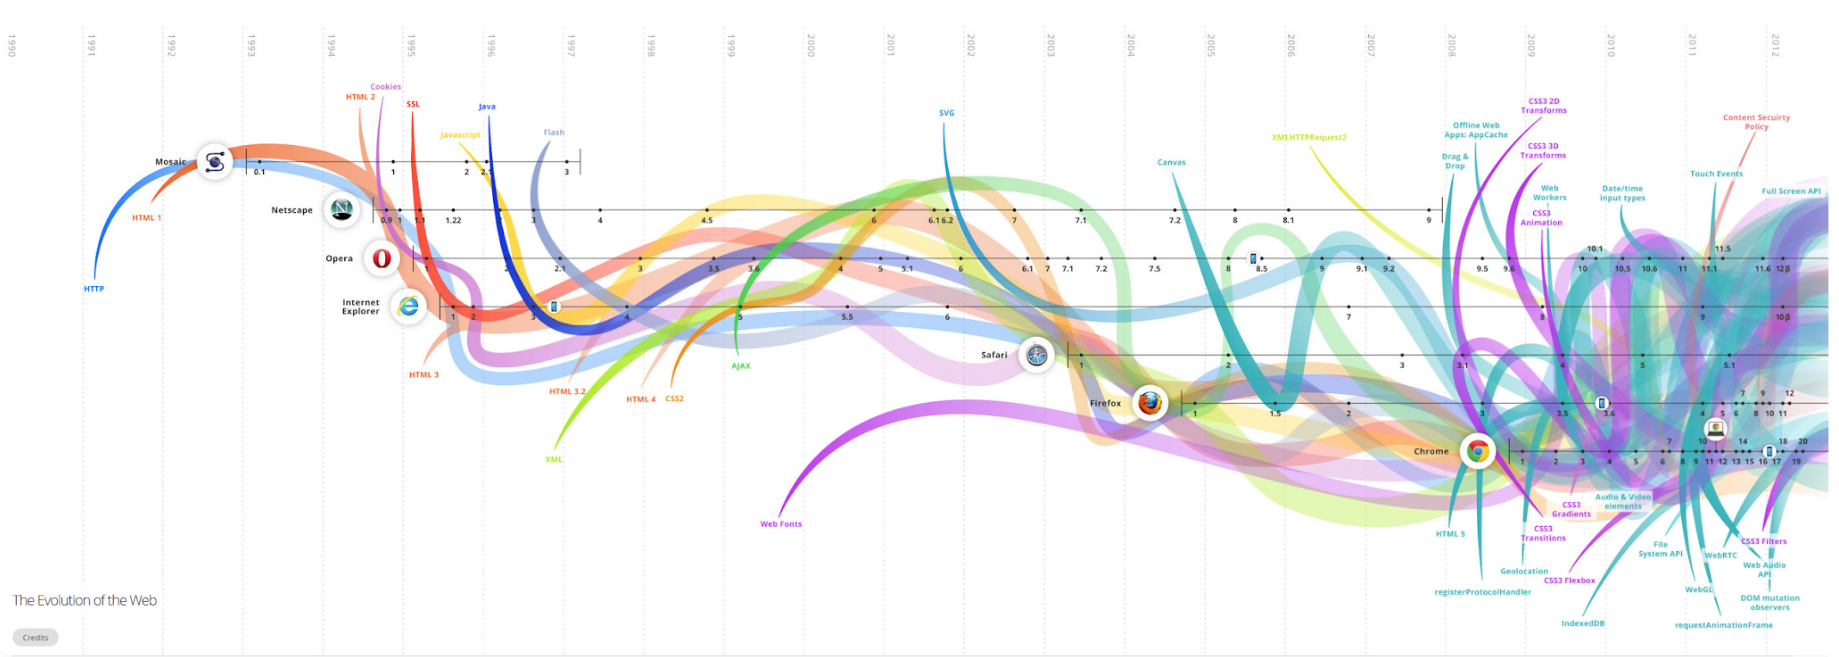 1990 1991 1992 1993 1994 1995 1996 1997 1998 1999 2000 2001 2002 2003 2004 2005 2006 2007 2008 2009 2010 2011 2012
Cookies
HTML 2
SSL
Java
Javascript
Flash
SVG
Canvas
XMLHTTPRequest2
CSS3 2D
Transforms
Offline Web
Apps: AppCache
CSS3 3D
Transforms
Drag &
Drop
Web
Workers
CSS3
Animation
Date/time
input types
Content Secuirty
Policy
Touch Events
Full Screen API
Mosaic
0.1 1 2 2.1 3
HTML 1
HTTP
Netscape
0.9 1 1.1 1.22 2 3 4 4.5 6 6.1 6.2 7 7.1 7.2 8 8.1 9
Opera
1 2 2.1 3 3.5 3.6 4 5 5.1 6 6.1 7 7.1 7.2 7.5 8 8.5 9 9.1 9.2 9.5 9.6 10 10.1 10.5 10.6 11 11.1 11.5 11.6 12β
Internet
Explorer
1 2 3 4 5 5.5 6 7 8 9 10β
Safari
1 2 3 3.1 4 5 5.1
Firefox
1 1.5 2 3 3.5 3.6 4 5 6 7 8 9 10 11 12
Chrome
1 2 3 4 5 6 7 8 9 10 11 12 13 14 15 16 17 18 19 20
HTML 3
HTML 3.2
HTML 4
CSS2
AJAX
XML
Web Fonts
HTML 5
CSS3
Gradients
Audio & Video
elements
CSS3
Transitions
File
System API
WebRTC
CSS3 Filters
Web Audio
API
Geolocation
CSS3 Flexbox
registerProtocolHandler
WebGL
DOM mutation
observers
IndexedDB
requestAnimationFrame
The Evolution of the Web
Credits